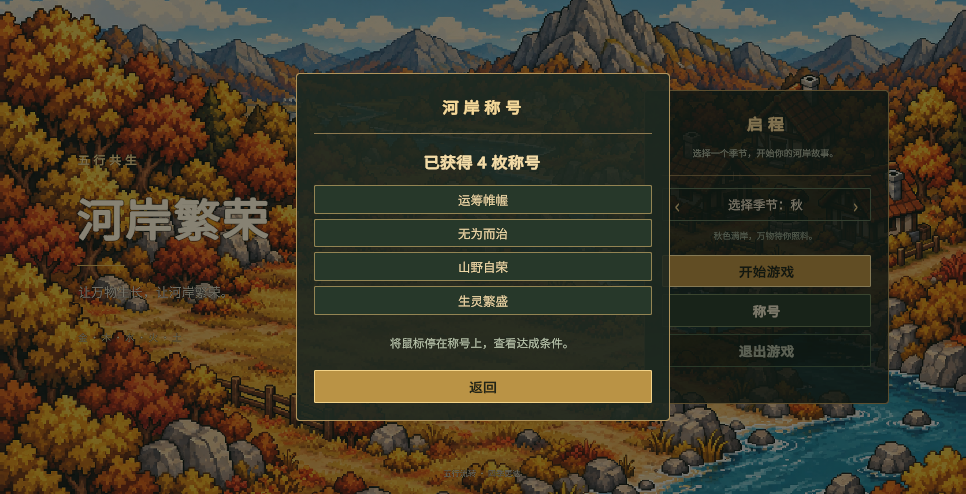 河岸称号
已获得 4 枚称号
运筹帷幄
无为而治
山野自荣
生灵繁盛
将鼠标停在称号上，查看达成条件。
返回
五行共生
河岸繁荣
启程
选择一个季节，开始你的河岸故事。
‹ 选择季节：秋 ›
秋色满岸，万物待你照料。
开始游戏
称号
退出游戏